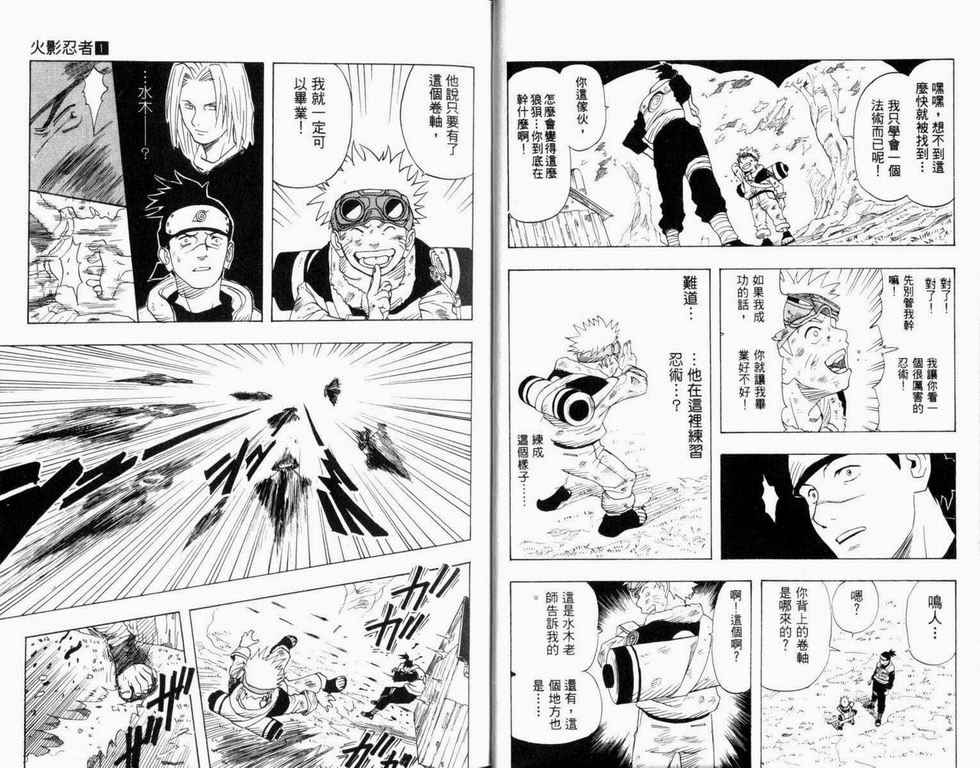 火影忍者1
嘿嘿，想不到這
麼快就被找到…
我只學會一個
法術而已呢！
你這傢伙，
怎麼會變得這麼
狼狽…你到底在
幹什麼啊！
對了！
對了！
先別管我幹
嘛！
我讓你看一
個很厲害的
忍術！
如果我成
功的話，
你就讓我畢
業好不好！
難道…
…他在這裡練習
忍術…？
練成
這個樣子……
鳴人…
嗯？
你背上的卷軸
是哪來的？
啊！這個啊？
這是水木老
師告訴我的
。
還有，這
個地方也
是……
他說只要有了
這個卷軸，
我就一定可
以畢業！
…水木
……？
ガガッ
ガガッ